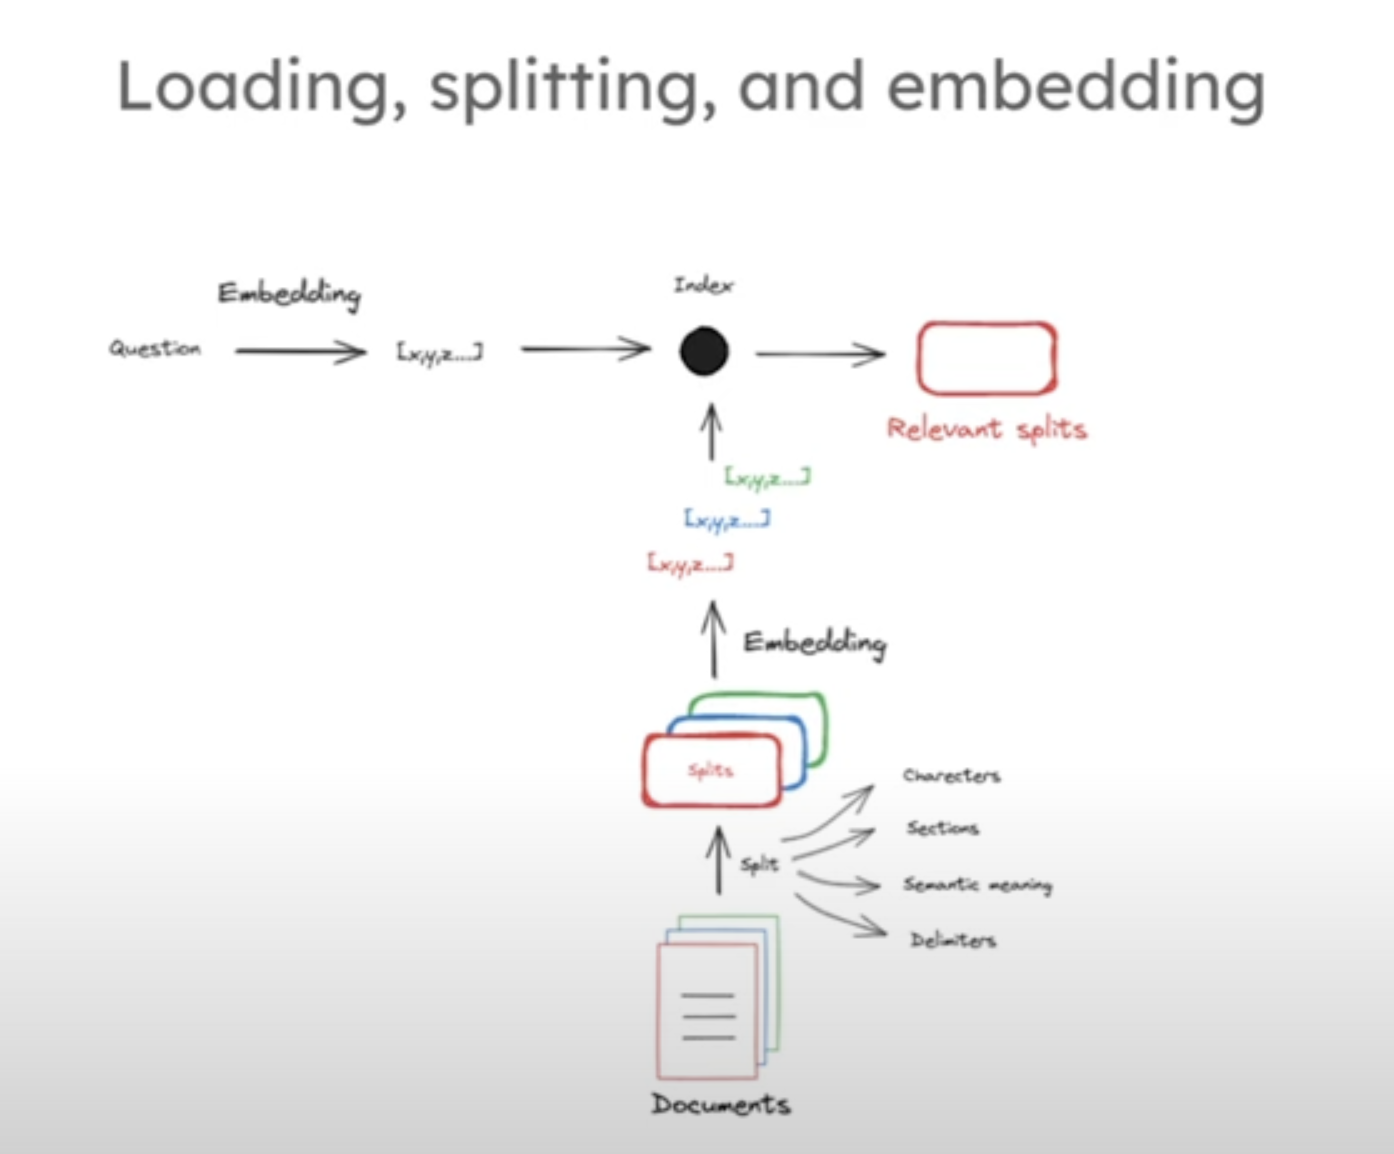 Loading, splitting, and embedding
Embedding
Index
Question
[x,y,z...]
Relevant splits
[x,y,z...]
[x,y,z...]
[x,y,z...]
Embedding
Splits
Charecters
Sections
Split
Semantic meaning
Delimiters
Documents